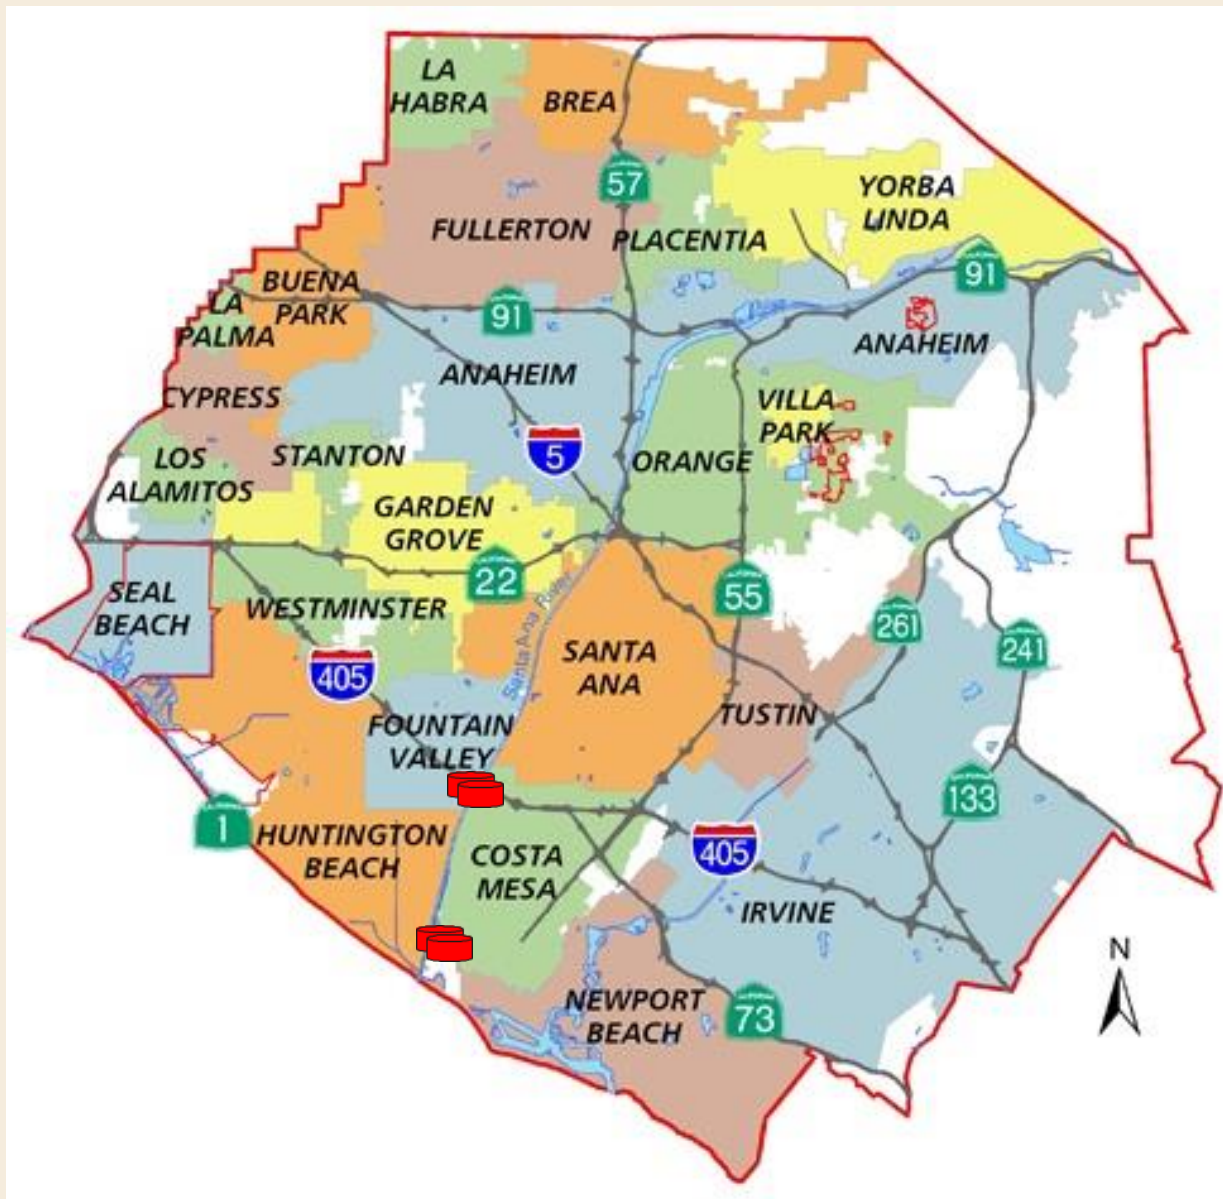 LA
HABRA
BREA
57
YORBA
LINDA
FULLERTON
PLACENTIA
BUENA
PARK
91
LA
PALMA
91
ANAHEIM
ANAHEIM
CYPRESS
VILLA
PARK
STANTON
5
ORANGE
LOS
ALAMITOS
GARDEN
GROVE
22
SEAL
BEACH
WESTMINSTER
Santa Ana River
55
261
241
405
SANTA
ANA
FOUNTAIN
VALLEY
TUSTIN
133
1
HUNTINGTON
BEACH
COSTA
MESA
405
IRVINE
N
NEWPORT
BEACH
73